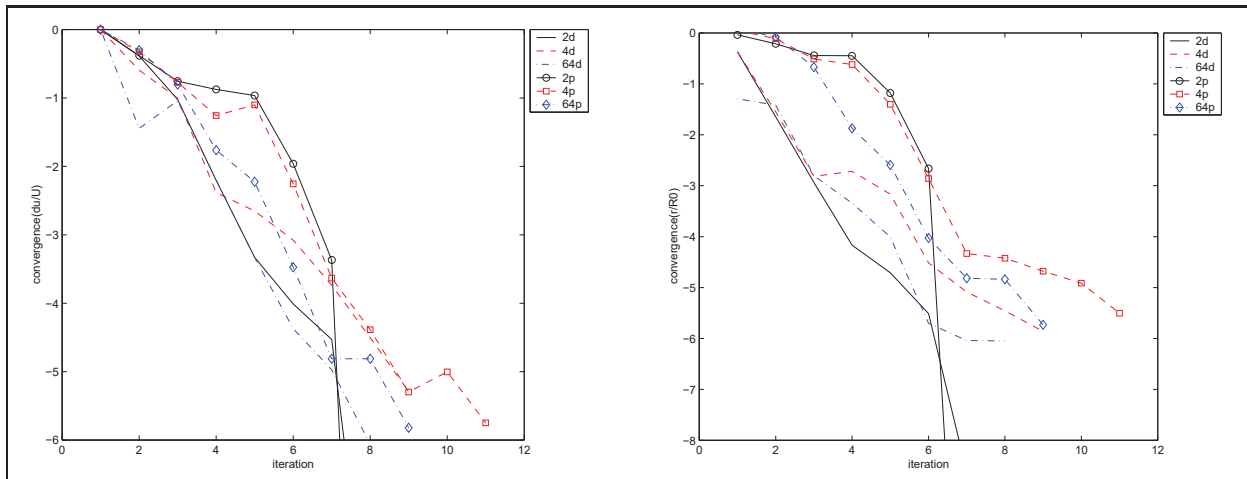 convergence(du/U)
0
−1
−2
−3
−4
−5
−6
0
2
4
6
8
10
12
iteration
2d
4d
64d
2p
4p
64p
convergence(r/R0)
0
−1
−2
−3
−4
−5
−6
−7
−8
0
2
4
6
8
10
12
iteration
2d
4d
64d
2p
4p
64p